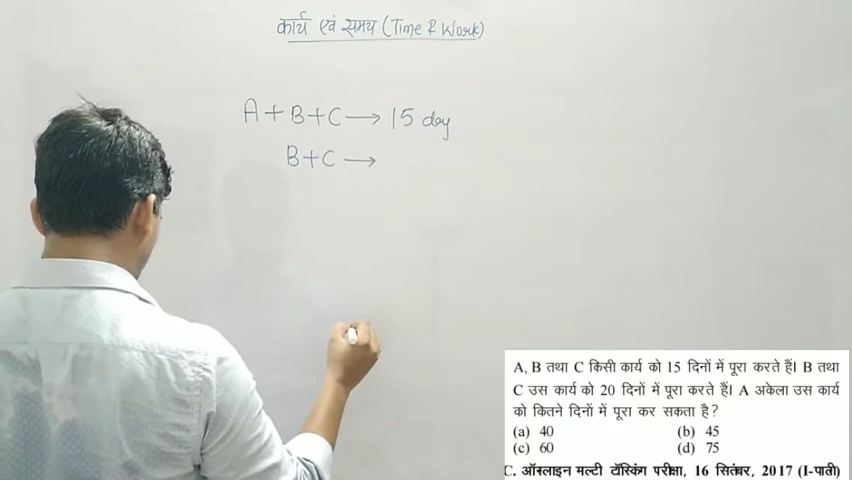 कार्य एवं समय (Time & Work)
A + B + C → 15 day
B + C →
A, B तथा C किसी कार्य को 15 दिनों में पूरा करते हैं। B तथा
C उस कार्य को 20 दिनों में पूरा करते हैं। A अकेला उस कार्य
को कितने दिनों में पूरा कर सकता है?
(a) 40 (b) 45
(c) 60 (d) 75
C. ऑनलाइन मल्टी टॉस्किंग परीक्षा, 16 सितंबर, 2017 (I-पाली)